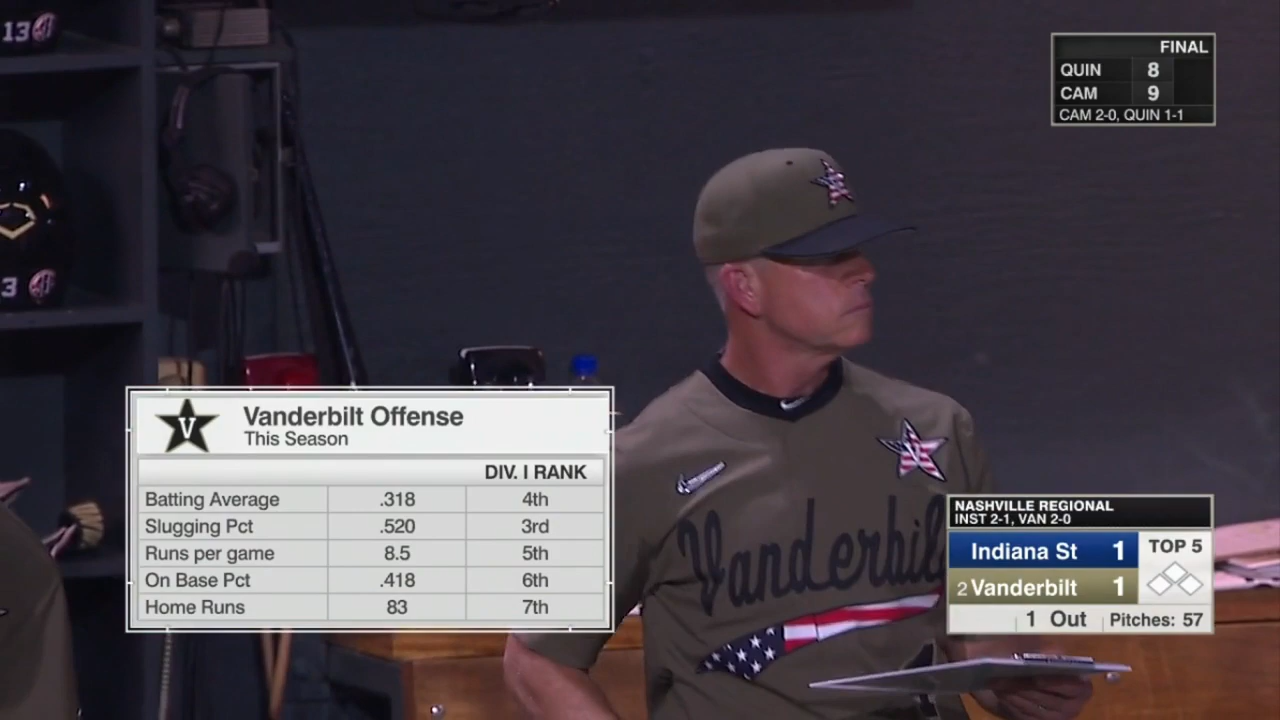 13
3
FINAL
QUIN 8
CAM 9
CAM 2-0, QUIN 1-1
V
Vanderbilt Offense
This Season
DIV. I RANK
Batting Average .318 4th
Slugging Pct .520 3rd
Runs per game 8.5 5th
On Base Pct .418 6th
Home Runs 83 7th
Vanderbil
NASHVILLE REGIONAL
INST 2-1, VAN 2-0
Indiana St 1 TOP 5
2 Vanderbilt 1
1 Out Pitches: 57